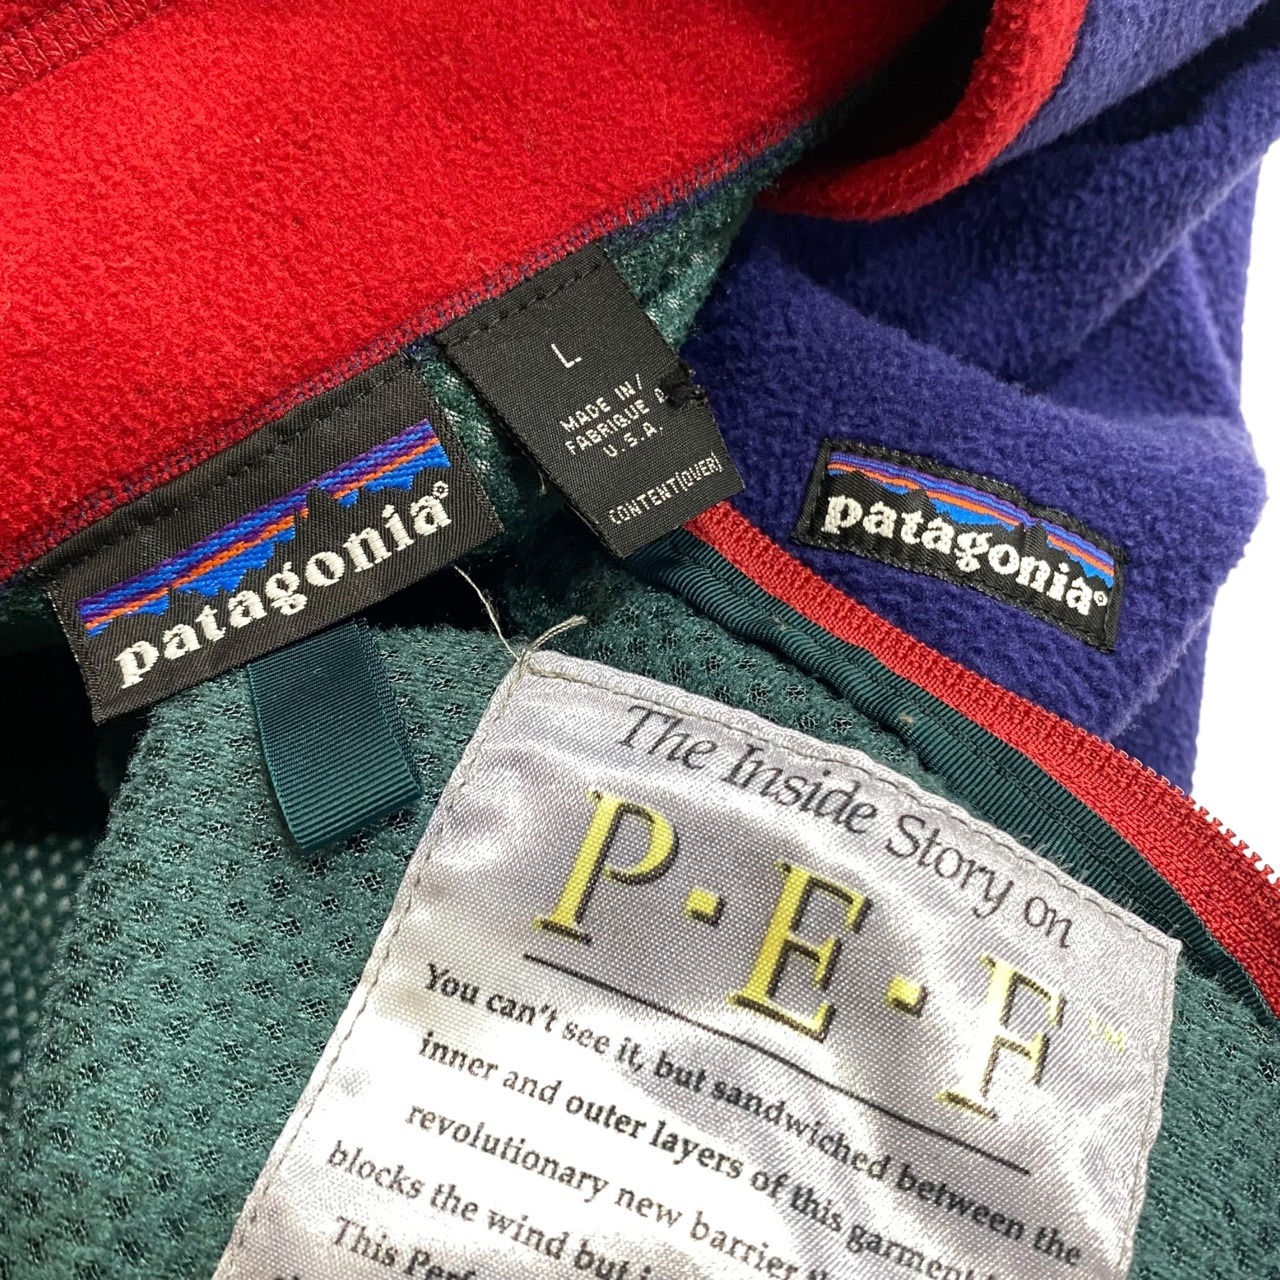 L.
MADE IN/
FABRIQUE A
U.S.A.
CONTENT(OVER)
patagonia®
patagonia®
The Inside Story on
P·E·F™
You can't see it, but sandwiched between the
inner and outer layers of this garment
revolutionary new barrier
blocks the wind but
This